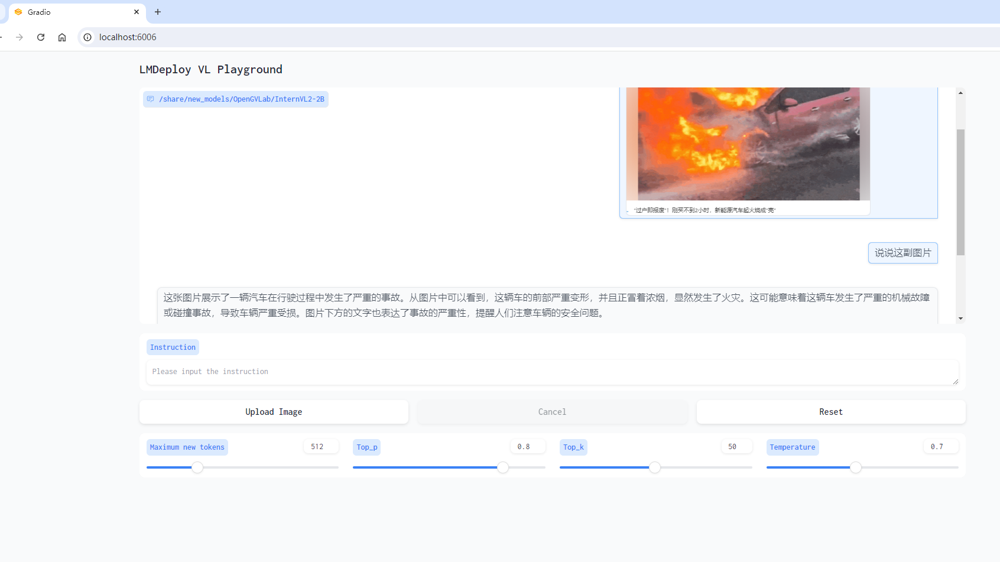 Gradio
localhost:6006
LMDeploy VL Playground
/share/new_models/OpenGVLab/InternVL2-2B
"过户即报废"！刚买不到2小时，新能源汽车起火烧成"壳"
说说这副图片
这张图片展示了一辆汽车在行驶过程中发生了严重的事故。从图片中可以看到，这辆车的前部严重变形，并且正冒着浓烟，显然发生了火灾。这可能意味着这辆车发生了严重的机械故障
或碰撞事故，导致车辆严重受损。图片下方的文字也表达了事故的严重性，提醒人们注意车辆的安全问题。
Instruction
Please input the instruction
Upload Image
Cancel
Reset
Maximum new tokens
512
Top_p
0.8
Top_k
50
Temperature
0.7